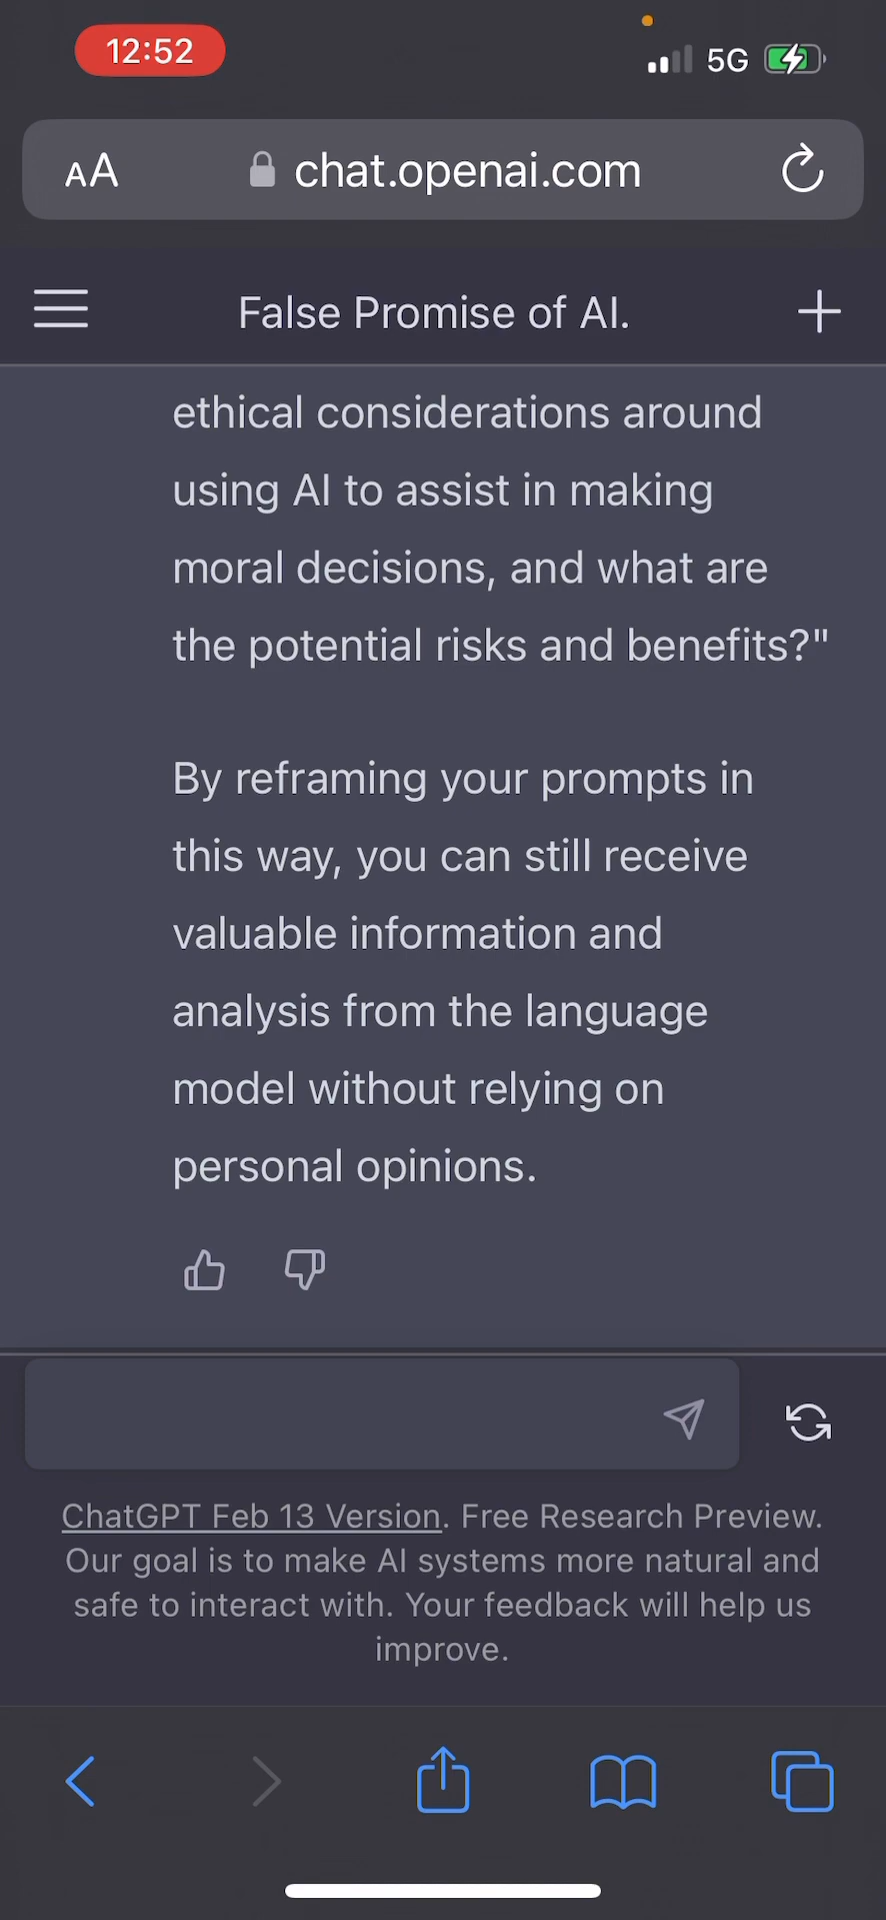 12:52
5G
AA
chat.openai.com
False Promise of AI.
ethical considerations around
using AI to assist in making
moral decisions, and what are
the potential risks and benefits?"
By reframing your prompts in
this way, you can still receive
valuable information and
analysis from the language
model without relying on
personal opinions.
ChatGPT Feb 13 Version. Free Research Preview.
Our goal is to make AI systems more natural and
safe to interact with. Your feedback will help us
improve.